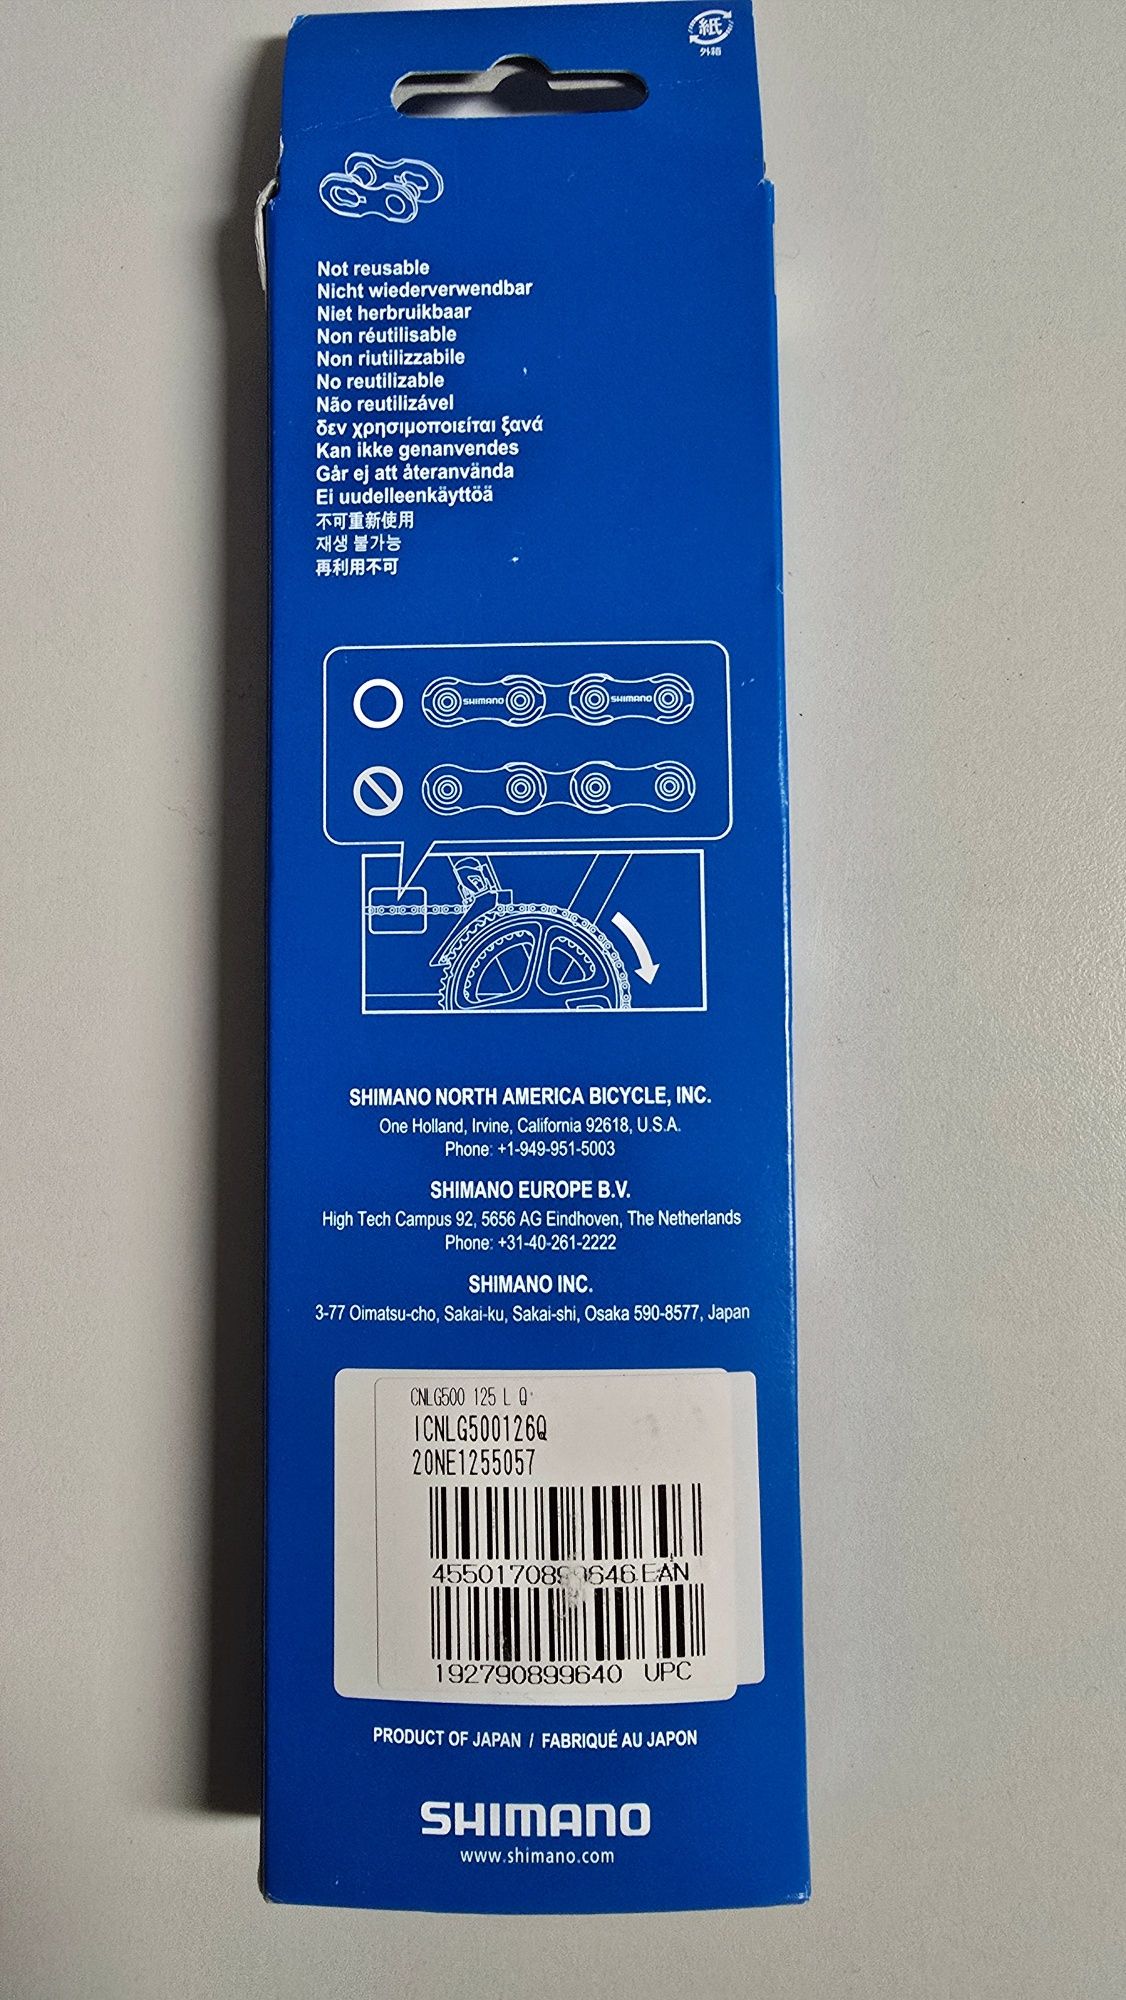 紙
外箱
Not reusable
Nicht wiederverwendbar
Niet herbruikbaar
Non réutilisable
Non riutilizzabile
No reutilizable
Não reutilizável
δεν χρησιμοποιείται ξανά
Kan ikke genanvendes
Går ej att återanvända
Ei uudelleenkäyttöä
不可重新使用
재생 불가능
再利用不可
SHIMANO SHIMANO
SHIMANO NORTH AMERICA BICYCLE, INC.
One Holland, Irvine, California 92618, U.S.A.
Phone: +1-949-951-5003
SHIMANO EUROPE B.V.
High Tech Campus 92, 5656 AG Eindhoven, The Netherlands
Phone: +31-40-261-2222
SHIMANO INC.
3-77 Oimatsu-cho, Sakai-ku, Sakai-shi, Osaka 590-8577, Japan
CNLG500 125 L Q
ICNLG500126Q
20NE1255057
EAN
192790899640 UPC
PRODUCT OF JAPAN / FABRIQUÉ AU JAPON
SHIMANO
www.shimano.com